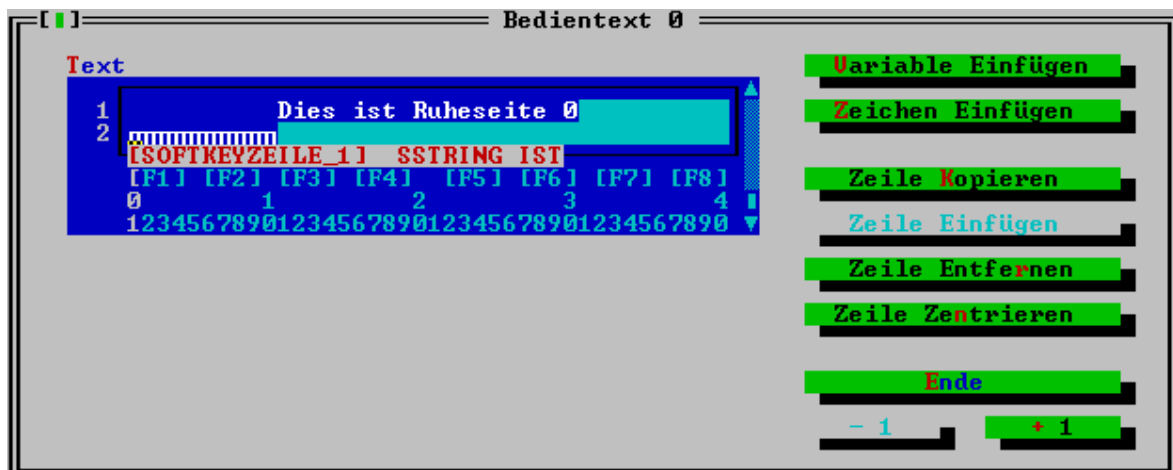 [ ] Bedientext 0
Text
1 Dies ist Ruheseite 0
2
[SOFTKEYZEILE_1] SSTRING IST
[F1] [F2] [F3] [F4] [F5] [F6] [F7] [F8]
0 1 2 3 4
1234567890123456789012345678901234567890
Variable Einfügen
Zeichen Einfügen
Zeile Kopieren
Zeile Einfügen
Zeile Entfernen
Zeile Zentrieren
Ende
- 1 + 1